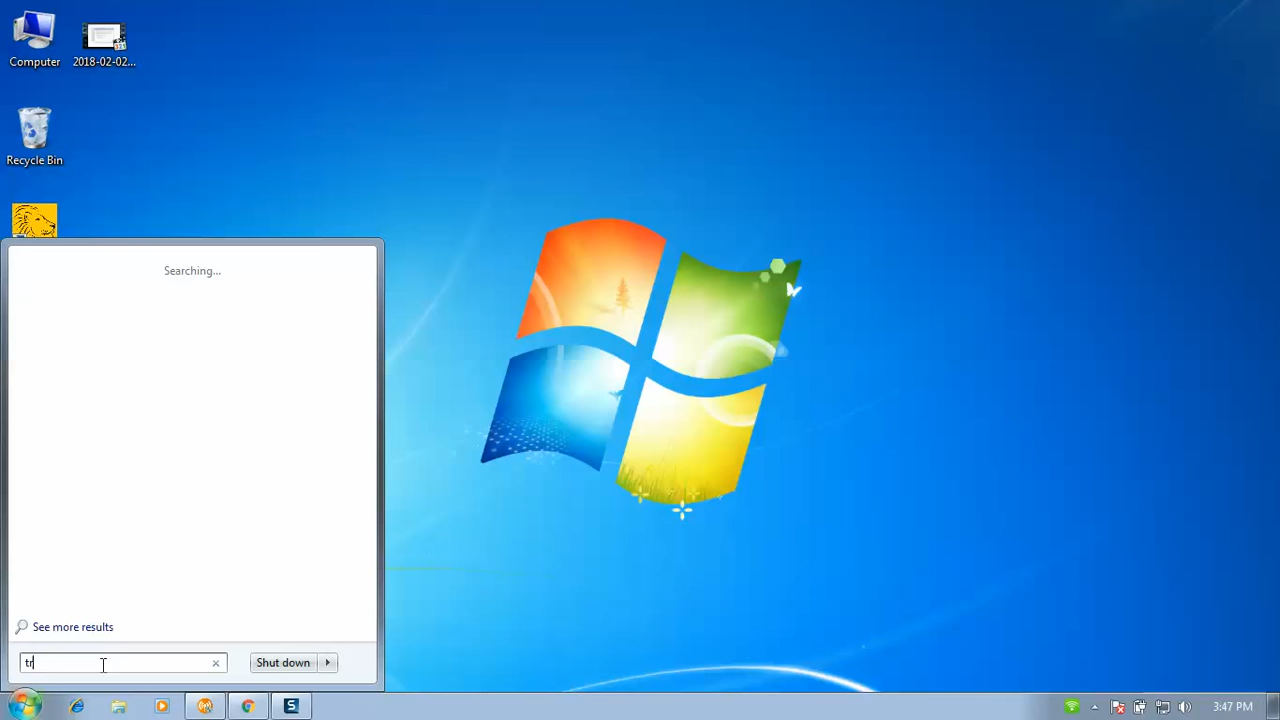 Computer
2018-02-02...
Recycle Bin
Searching...
See more results
tr
Shut down
S
3:47 PM